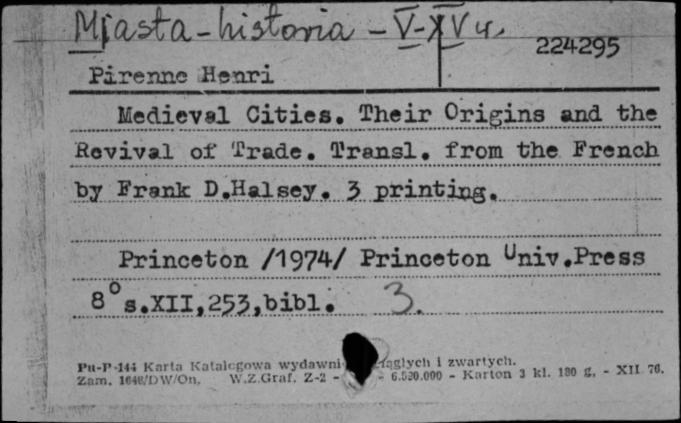 Miasta - historia - V-XV w.
224295
Pirenne Henri
Medieval Cities. Their Origins and the
Revival of Trade. Transl. from the French
by Frank D.Halsey. 3 printing.
Princeton /1974/ Princeton Univ.Press
8° s.XII,253,bibl. 3.
Pu-P-144 Karta Katalogowa wydawni ciągłych i zwartych.
Zam. 1646/DW/On. W.Z.Graf. Z-2 - - 6.520.000 - Karton 3 kl. 180 g. - XII 76.